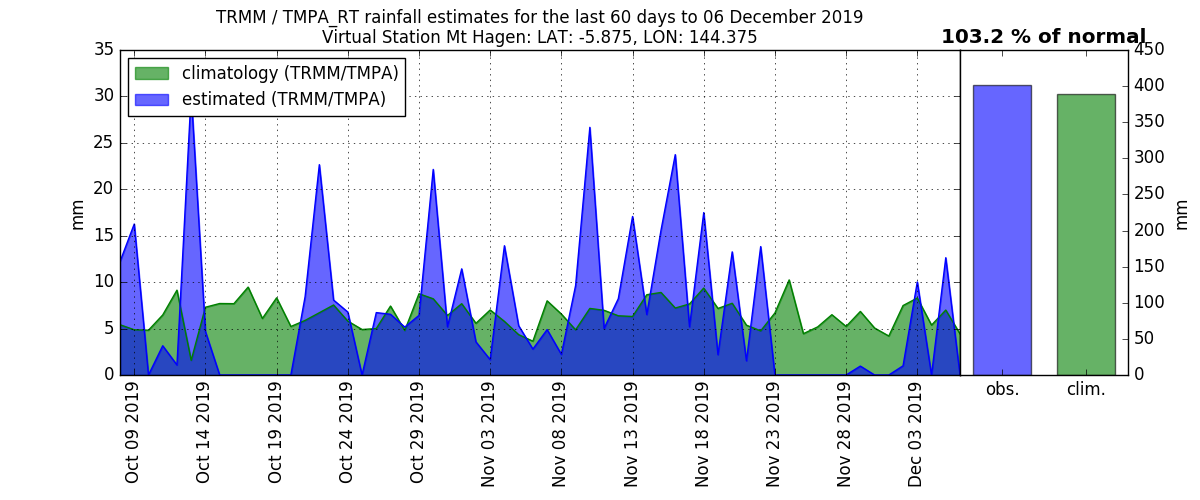 TRMM / TMPA_RT rainfall estimates for the last 60 days to 06 December 2019
Virtual Station Mt Hagen: LAT: -5.875, LON: 144.375
103.2 % of normal
climatology (TRMM/TMPA)
estimated (TRMM/TMPA)
mm
35
30
25
20
15
10
5
0
Oct 09 2019
Oct 14 2019
Oct 19 2019
Oct 24 2019
Oct 29 2019
Nov 03 2019
Nov 08 2019
Nov 13 2019
Nov 18 2019
Nov 23 2019
Nov 28 2019
Dec 03 2019
obs.
clim.
450
400
350
300
250
200
150
100
50
0
mm